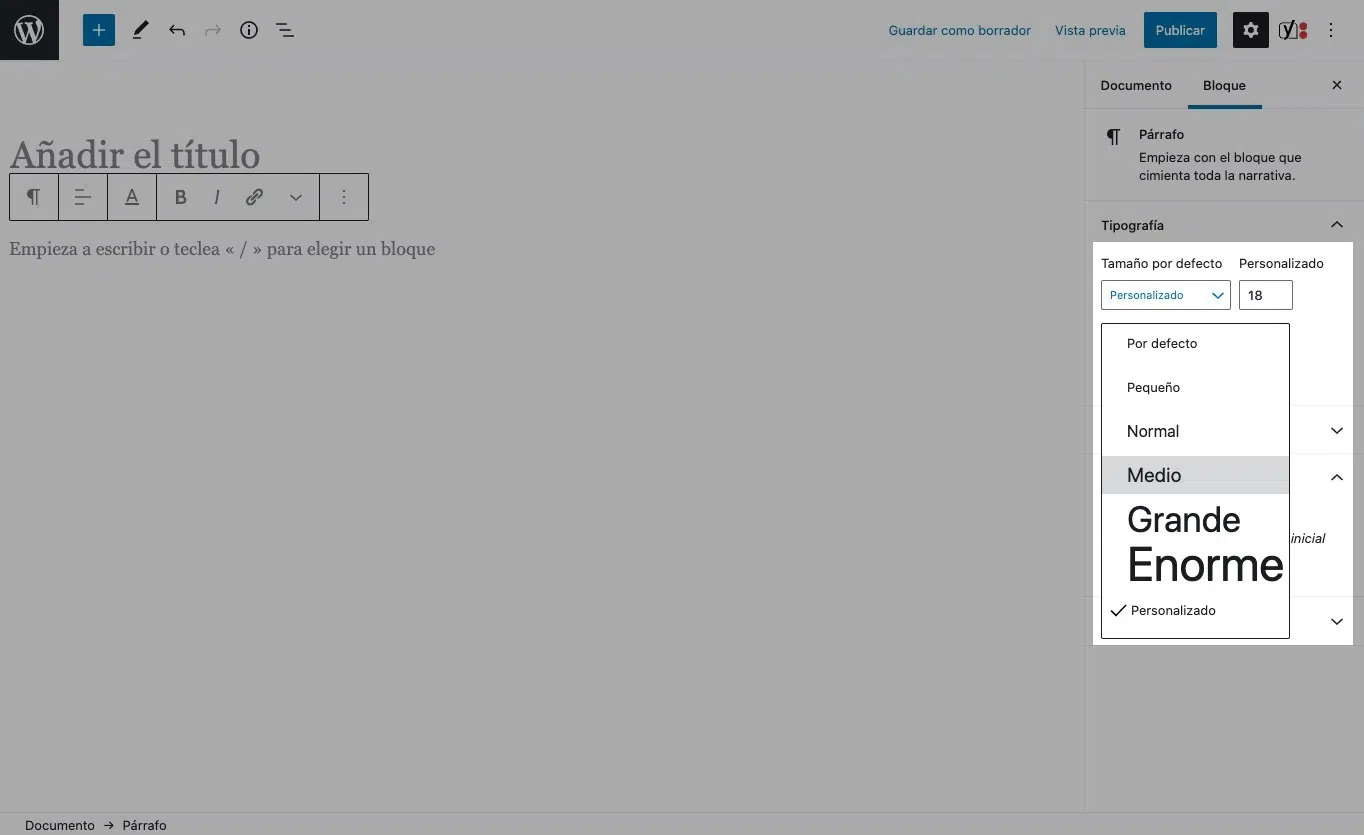 Guardar como borrador
Vista previa
Publicar
Documento
Bloque
Añadir el título
Párrafo
Empieza con el bloque que
cimienta toda la narrativa.
A
B
I
Empieza a escribir o teclea « / » para elegir un bloque
Tipografía
Tamaño por defecto
Personalizado
Personalizado
18
Por defecto
Pequeño
Normal
Medio
Grande
inicial
Enorme
Personalizado
Documento → Párrafo